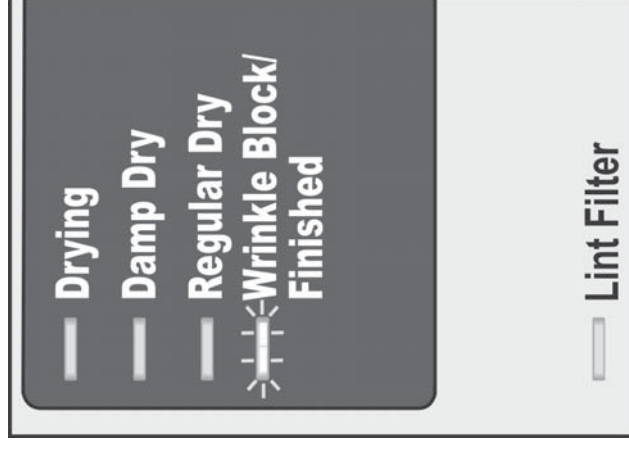 Drying
Damp Dry
Regular Dry
Wrinkle Block/
Finished
Lint Filter